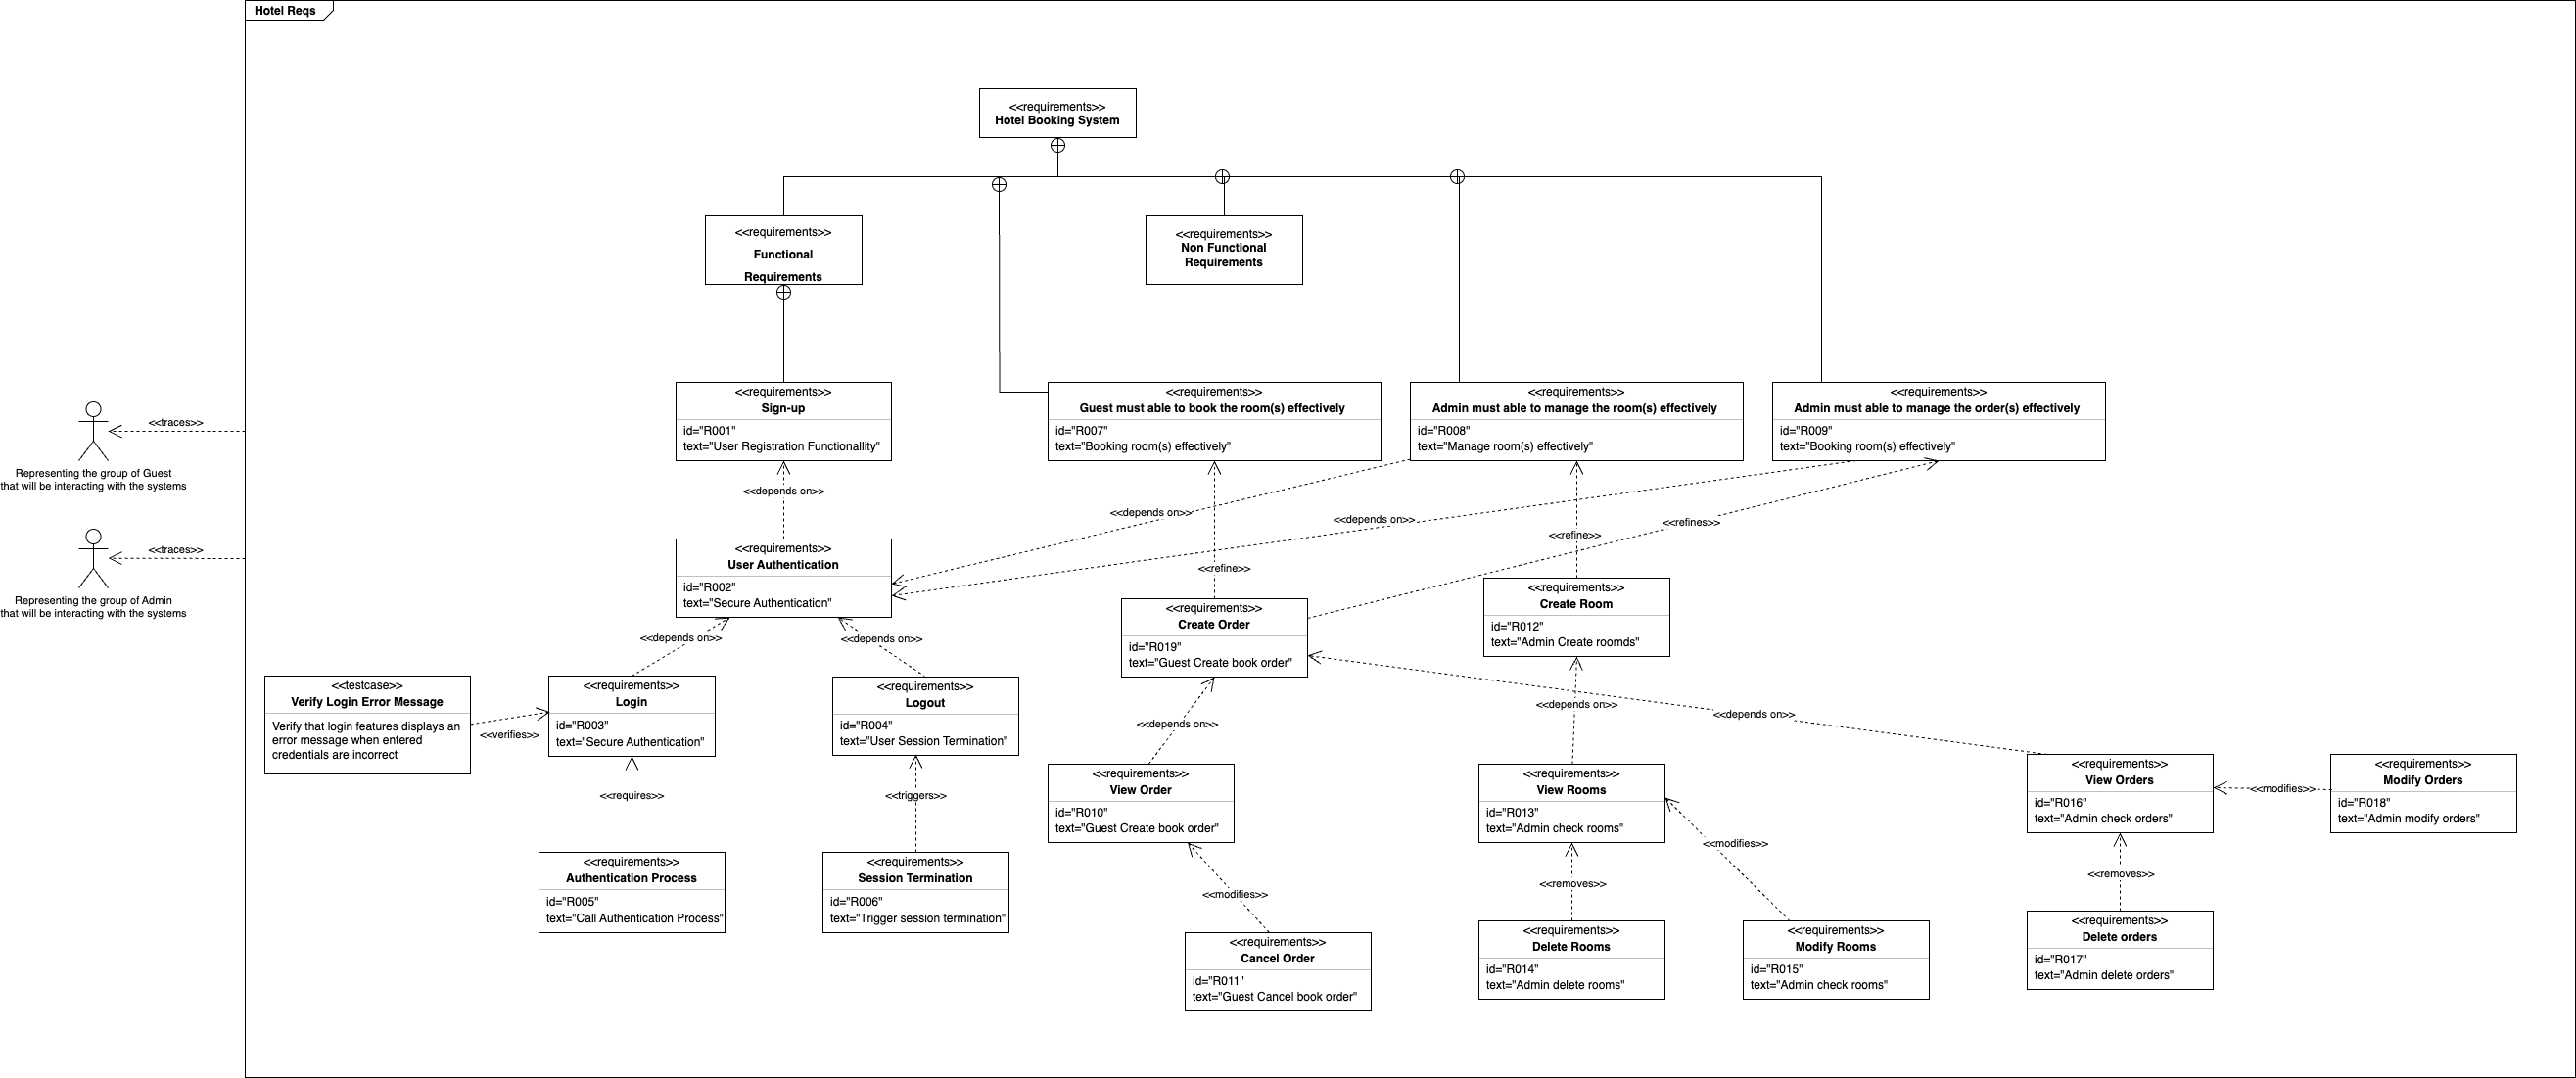 Hotel Reqs
<<requirements>>
Hotel Booking System
<<requirements>>
Functional
Requirements
<<requirements>>
Non Functional
Requirements
<<requirements>>
Sign-up
id="R001"
text="User Registration Functionallity"
<<requirements>>
Guest must able to book the room(s) effectively
id="R007"
text="Booking room(s) effectively"
<<requirements>>
Admin must able to manage the room(s) effectively
id="R008"
text="Manage room(s) effectively"
<<requirements>>
Admin must able to manage the order(s) effectively
id="R009"
text="Booking room(s) effectively"
<<traces>>
Representing the group of Guest
that will be interacting with the systems
<<traces>>
Representing the group of Admin
that will be interacting with the systems
<<depends on>>
<<depends on>>
<<depends on>>
<<refines>>
<<refine>>
<<refine>>
<<requirements>>
User Authentication
id="R002"
text="Secure Authentication"
<<requirements>>
Create Order
id="R019"
text="Guest Create book order"
<<requirements>>
Create Room
id="R012"
text="Admin Create roomds"
<<depends on>>
<<depends on>>
<<testcase>>
Verify Login Error Message
Verify that login features displays an
error message when entered
credentials are incorrect
<<verifies>>
<<requirements>>
Login
id="R003"
text="Secure Authentication"
<<requirements>>
Logout
id="R004"
text="User Session Termination"
<<depends on>>
<<depends on>>
<<depends on>>
<<requires>>
<<triggers>>
<<requirements>>
View Order
id="R010"
text="Guest Create book order"
<<requirements>>
View Rooms
id="R013"
text="Admin check rooms"
<<requirements>>
View Orders
id="R016"
text="Admin check orders"
<<modifies>>
<<requirements>>
Modify Orders
id="R018"
text="Admin modify orders"
<<requirements>>
Authentication Process
id="R005"
text="Call Authentication Process"
<<requirements>>
Session Termination
id="R006"
text="Trigger session termination"
<<modifies>>
<<removes>>
<<modifies>>
<<removes>>
<<requirements>>
Cancel Order
id="R011"
text="Guest Cancel book order"
<<requirements>>
Delete Rooms
id="R014"
text="Admin delete rooms"
<<requirements>>
Modify Rooms
id="R015"
text="Admin check rooms"
<<requirements>>
Delete orders
id="R017"
text="Admin delete orders"